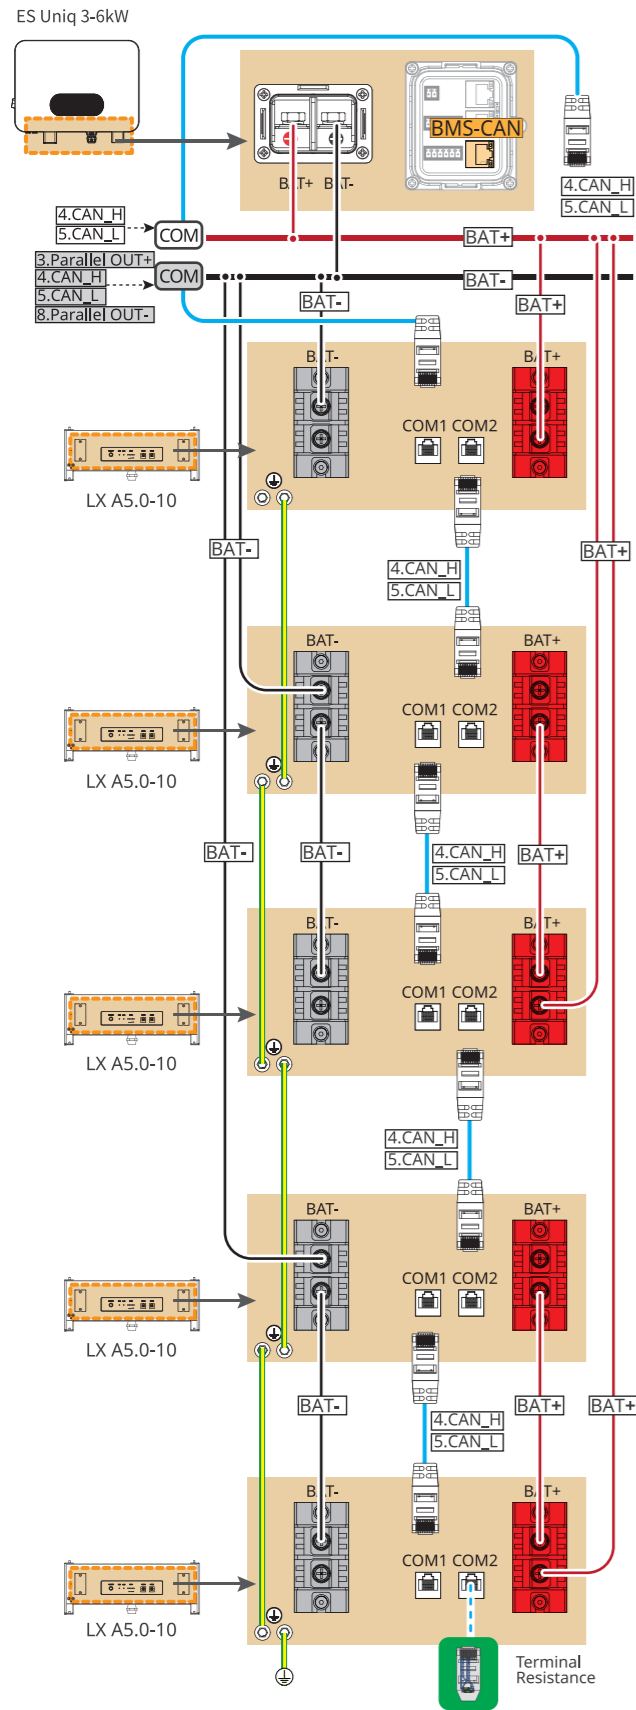 ES Uniq 3-6kW
BMS-CAN
BAT+ BAT-
4.CAN_H
5.CAN_L
4.CAN_H
5.CAN_L
COM
BAT+
3.Parallel OUT+
4.CAN_H
5.CAN_L
8.Parallel OUT-
COM
BAT-
BAT-
BAT+
BAT-
BAT+
COM1 COM2
LX A5.0-10
BAT-
BAT+
4.CAN_H
5.CAN_L
BAT-
BAT+
COM1 COM2
LX A5.0-10
BAT-
BAT-
4.CAN_H
5.CAN_L
BAT+
BAT-
BAT+
COM1 COM2
LX A5.0-10
4.CAN_H
5.CAN_L
BAT-
BAT+
COM1 COM2
LX A5.0-10
BAT-
4.CAN_H
5.CAN_L
BAT+
BAT+
BAT-
BAT+
COM1 COM2
LX A5.0-10
Terminal
Resistance